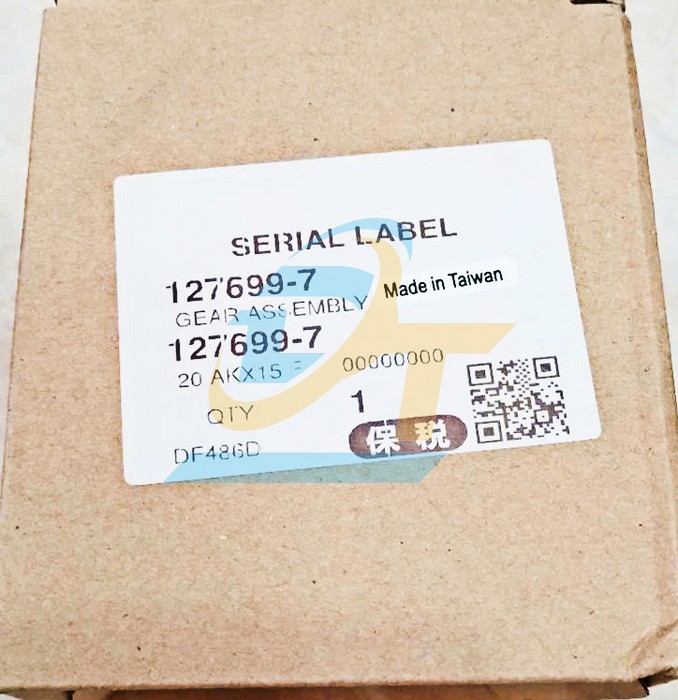 SERIAL LABEL
127699-7
GEAR ASSEMBLY
Made in Taiwan
127699-7
20 AKX15
00000000
QTY 1
DF486D
保税